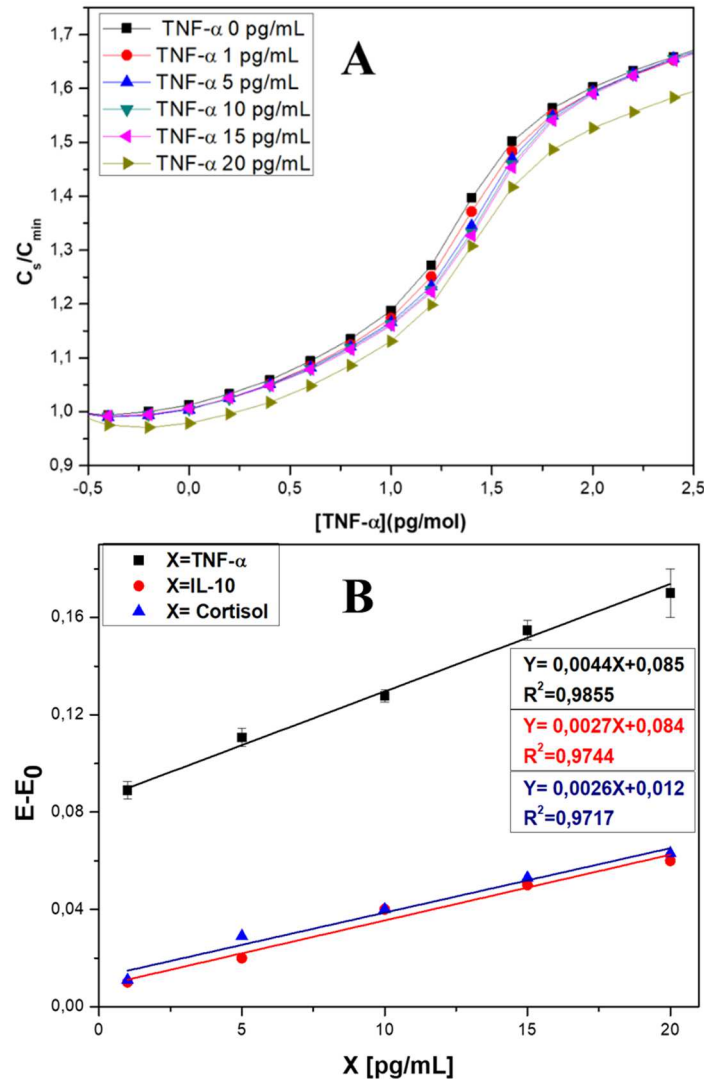 TNF-α 0 pg/mL
TNF-α 1 pg/mL
TNF-α 5 pg/mL
TNF-α 10 pg/mL
TNF-α 15 pg/mL
TNF-α 20 pg/mL
A
1,7
1,6
1,5
1,4
1,3
1,2
1,1
1,0
0,9
Cs/Cmin
-0,5 0,0 0,5 1,0 1,5 2,0 2,5
[TNF-α](pg/mol)
X=TNF-α
X=IL-10
X= Cortisol
B
0,16
0,12
0,08
0,04
0,00
E-E0
Y= 0,0044X+0,085
R2=0,9855
Y= 0,0027X+0,084
R2=0,9744
Y= 0,0026X+0,012
R2=0,9717
0 5 10 15 20
X [pg/mL]